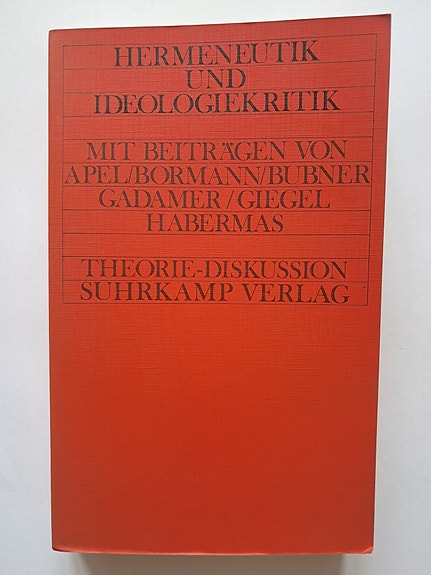 HERMENEUTIK
UND
IDEOLOGIEKRITIK
MIT BEITRÄGEN VON
APEL/BORMANN/BUBNER
GADAMER/GIEGEL
HABERMAS
THEORIE-DISKUSSION
SUHRKAMP VERLAG